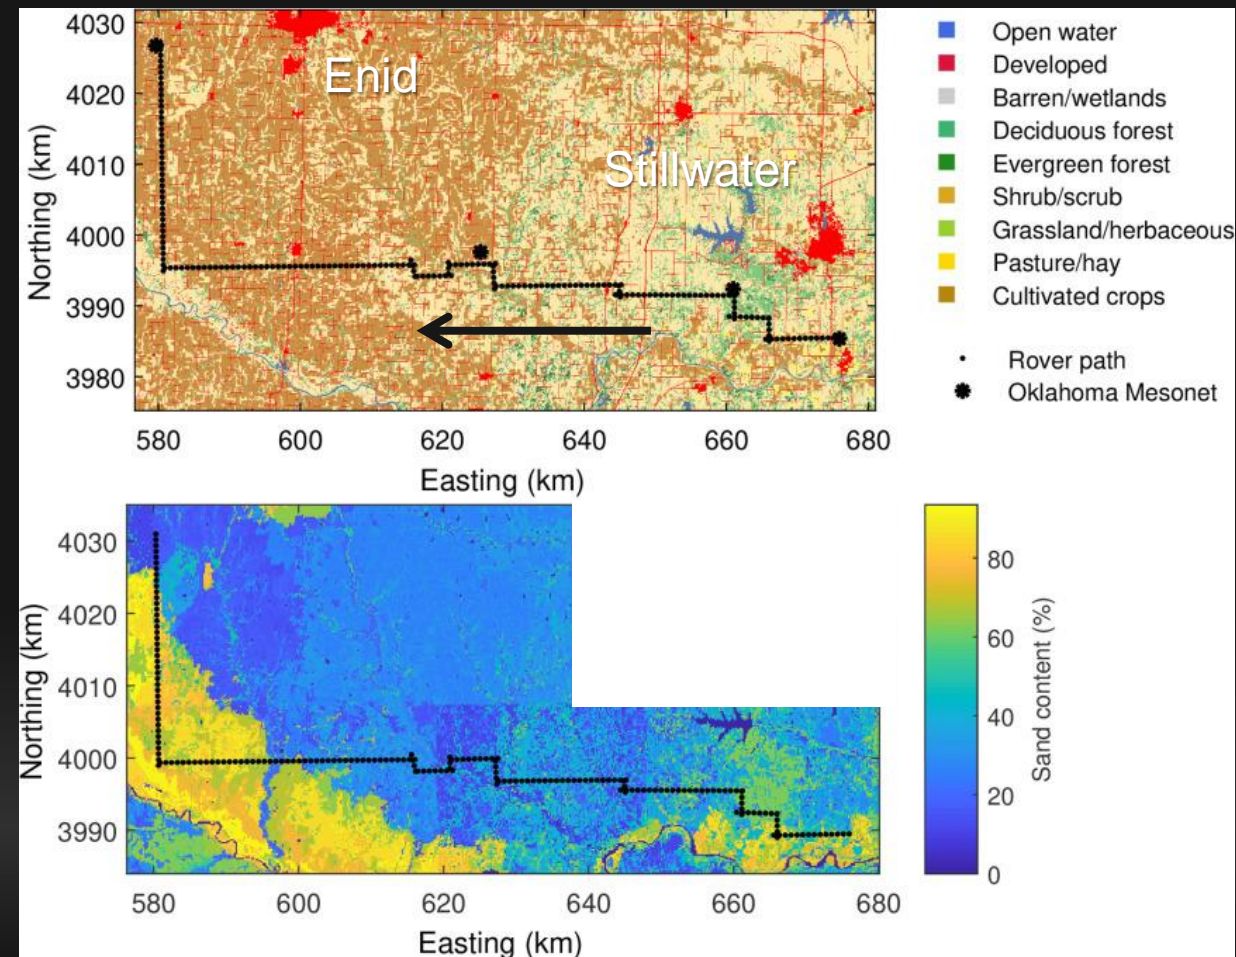 Enid
Stillwater
4030
4020
4010
4000
3990
3980
Northing (km)
580
600
620
640
660
680
Easting (km)
Open water
Developed
Barren/wetlands
Deciduous forest
Evergreen forest
Shrub/scrub
Grassland/herbaceous
Pasture/hay
Cultivated crops
Rover path
Oklahoma Mesonet
4030
4020
4010
4000
3990
Northing (km)
580
600
620
640
660
680
Easting (km)
80
60
40
20
0
Sand content (%)